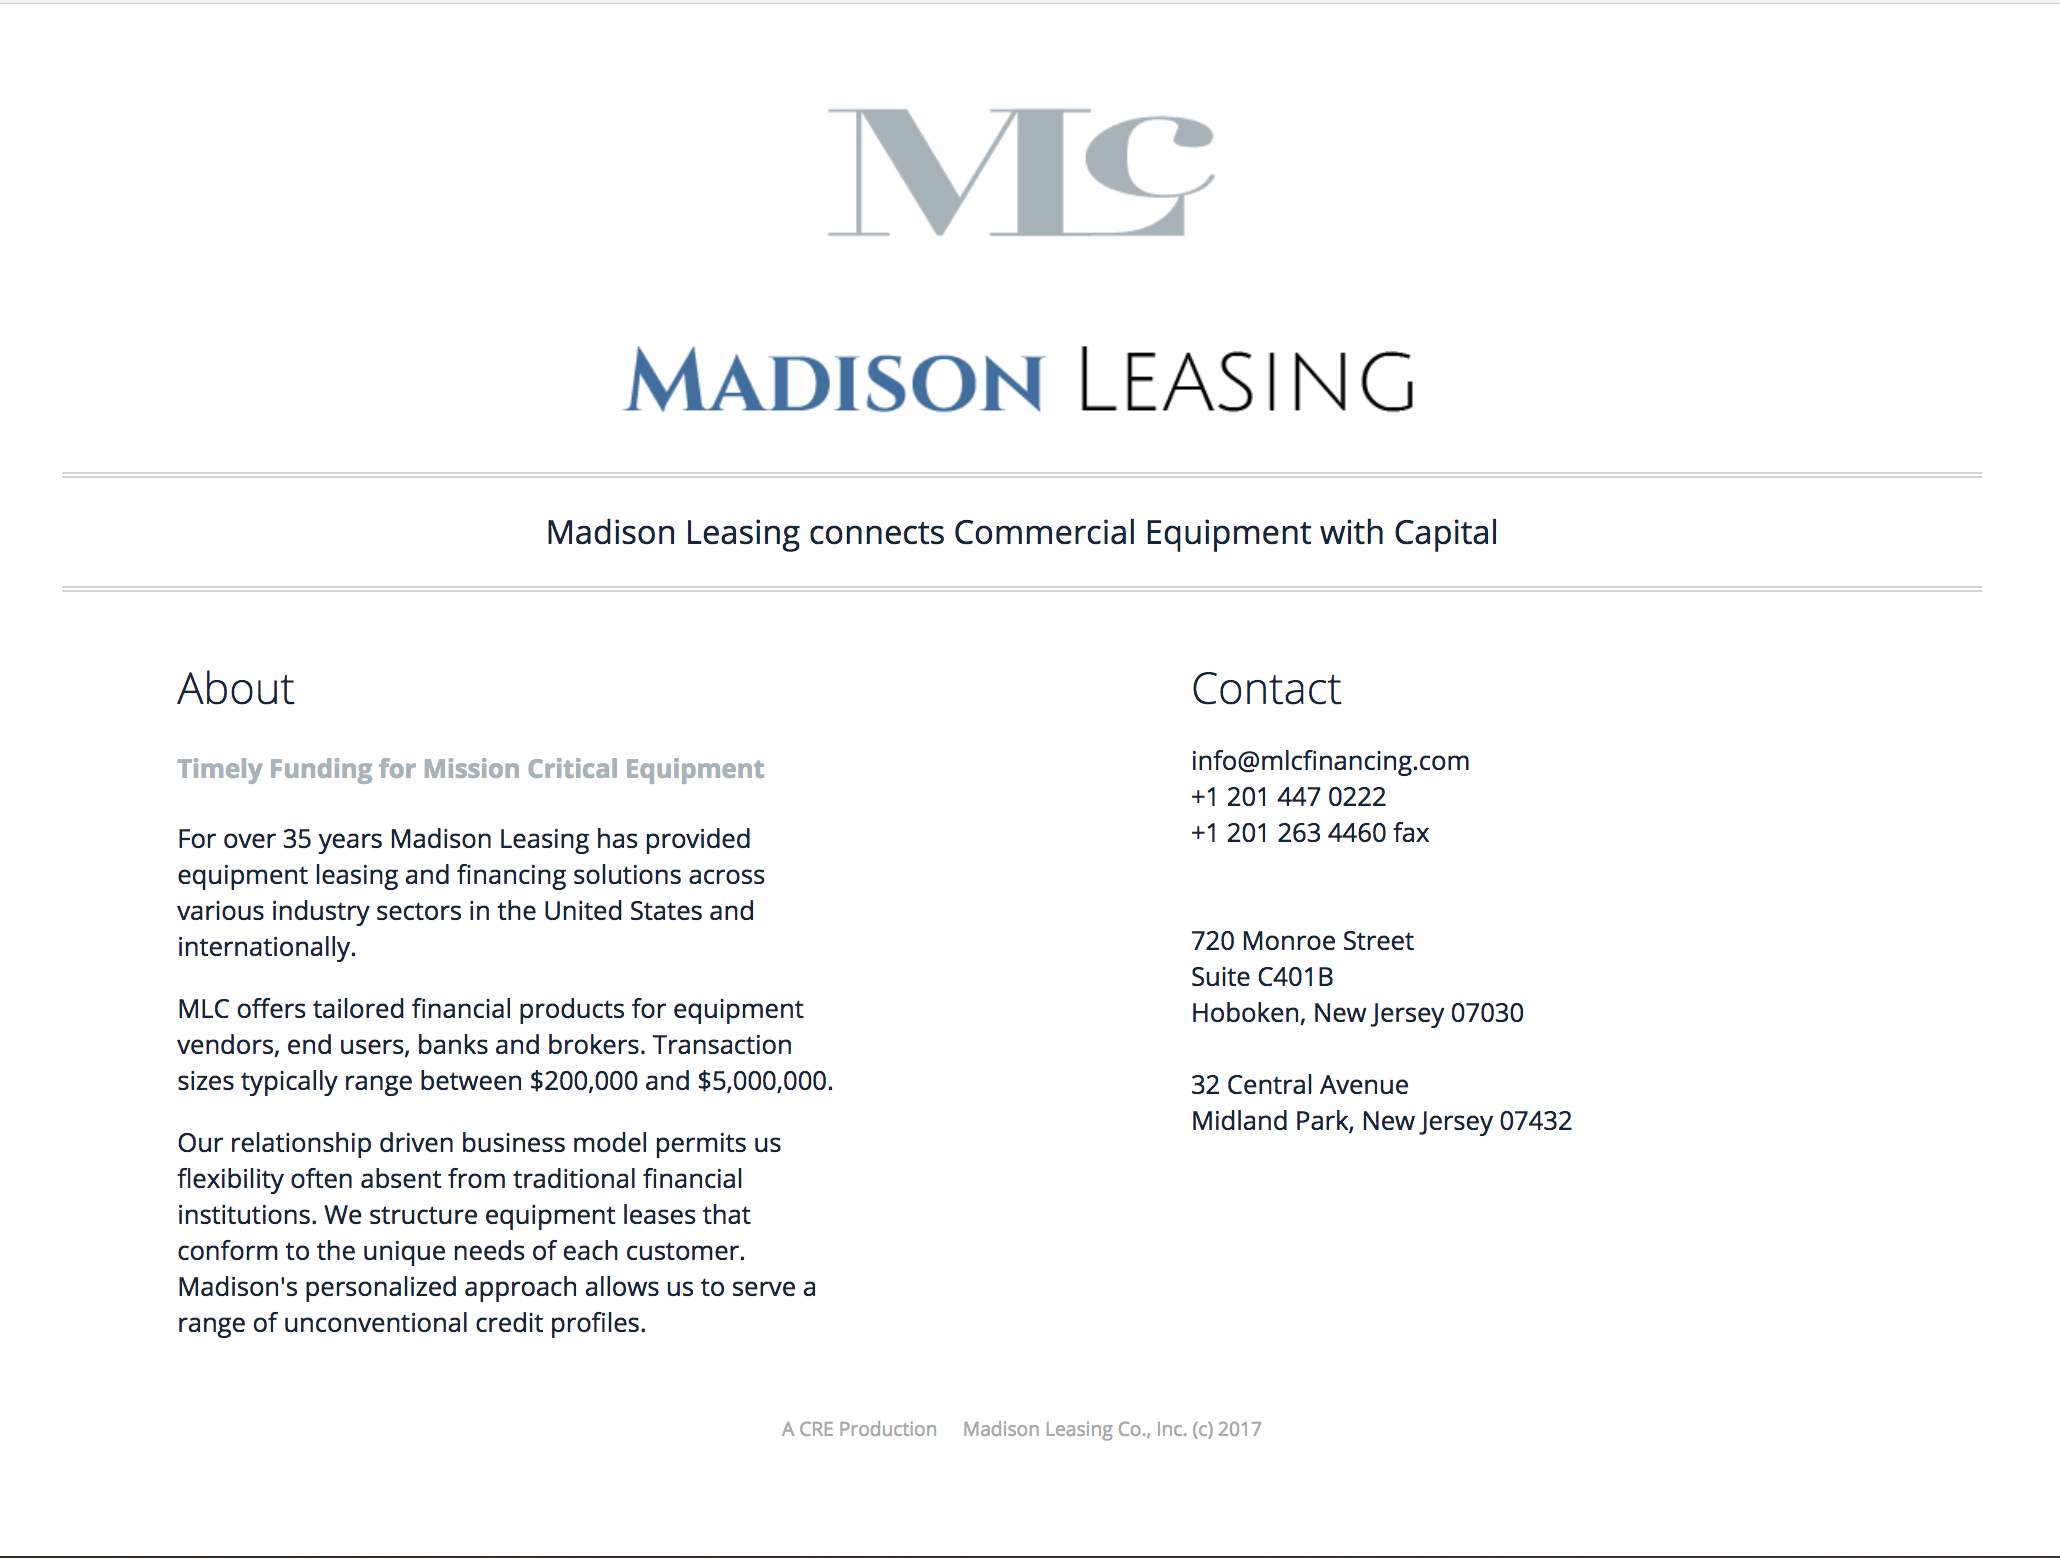 MLC
MADISON LEASING
Madison Leasing connects Commercial Equipment with Capital
About
Timely Funding for Mission Critical Equipment
For over 35 years Madison Leasing has provided
equipment leasing and financing solutions across
various industry sectors in the United States and
internationally.
MLC offers tailored financial products for equipment
vendors, end users, banks and brokers. Transaction
sizes typically range between $200,000 and $5,000,000.
Our relationship driven business model permits us
flexibility often absent from traditional financial
institutions. We structure equipment leases that
conform to the unique needs of each customer.
Madison's personalized approach allows us to serve a
range of unconventional credit profiles.
Contact
info@mlcfinancing.com
+1 201 447 0222
+1 201 263 4460 fax
720 Monroe Street
Suite C401B
Hoboken, New Jersey 07030
32 Central Avenue
Midland Park, New Jersey 07432
A CRE Production Madison Leasing Co., Inc. (c) 2017